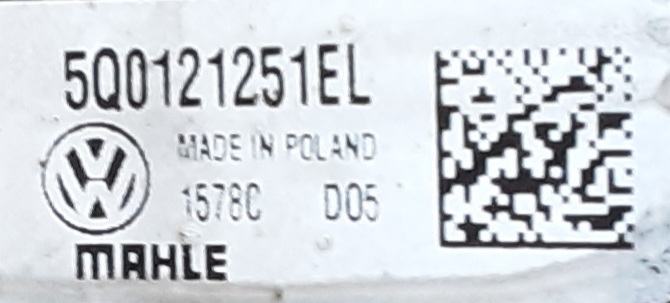 5Q0121251EL
MADE IN POLAND
1578C D05
MAHLE